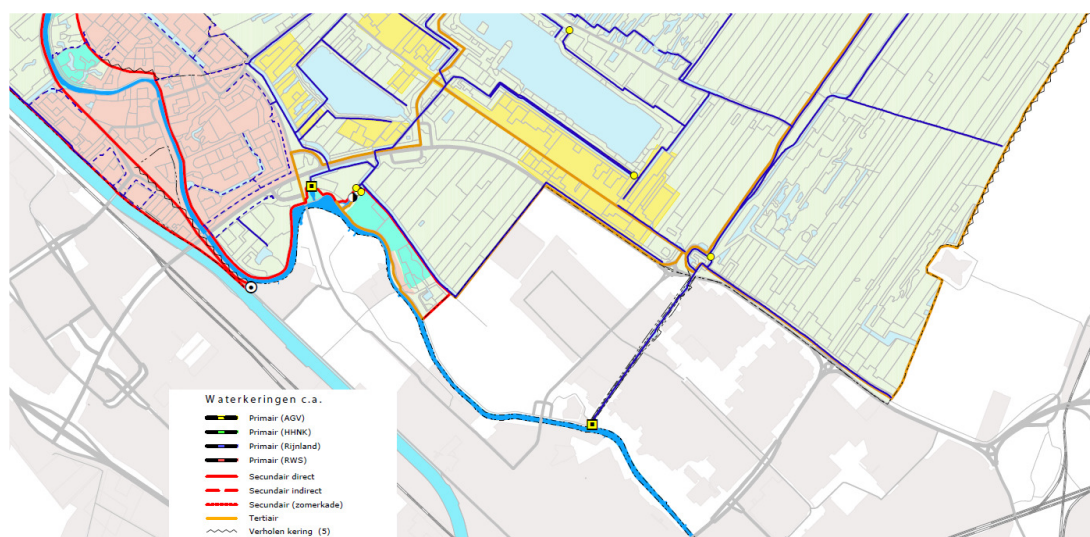 Waterkeringen c.a.
Primair (AGV)
Primair (HHNK)
Primair (Rijnland)
Primair (RWS)
Secundair direct
Secundair indirect
Secundair (zomerkade)
Tertiair
Verholen kering (5)